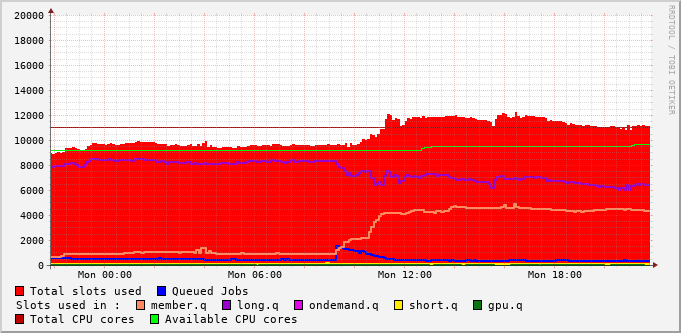 20000
18000
16000
14000
12000
10000
8000
6000
4000
2000
0
Mon 00:00 Mon 06:00 Mon 12:00 Mon 18:00
Total slots used Queued Jobs
Slots used in : member.q long.q ondemand.q short.q gpu.q
Total CPU cores Available CPU cores
RRDTOOL / TOBI OETIKER